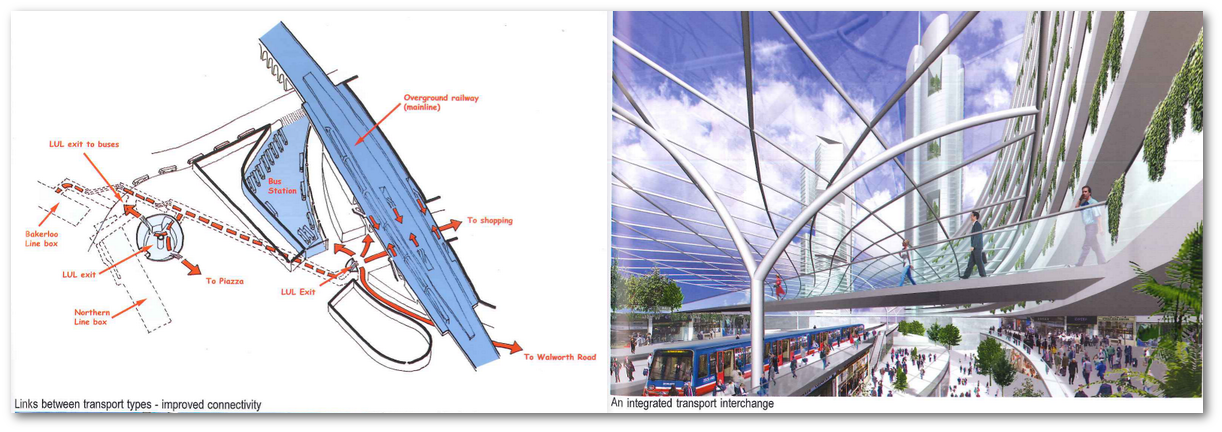 Overground railway
(mainline)
LUL exit to buses
Bus
Station
To shopping
Bakerloo
Line box
LUL exit
To Piazza
LUL Exit
Northern
Line box
To Walworth Road
Links between transport types - improved connectivity
An integrated transport interchange